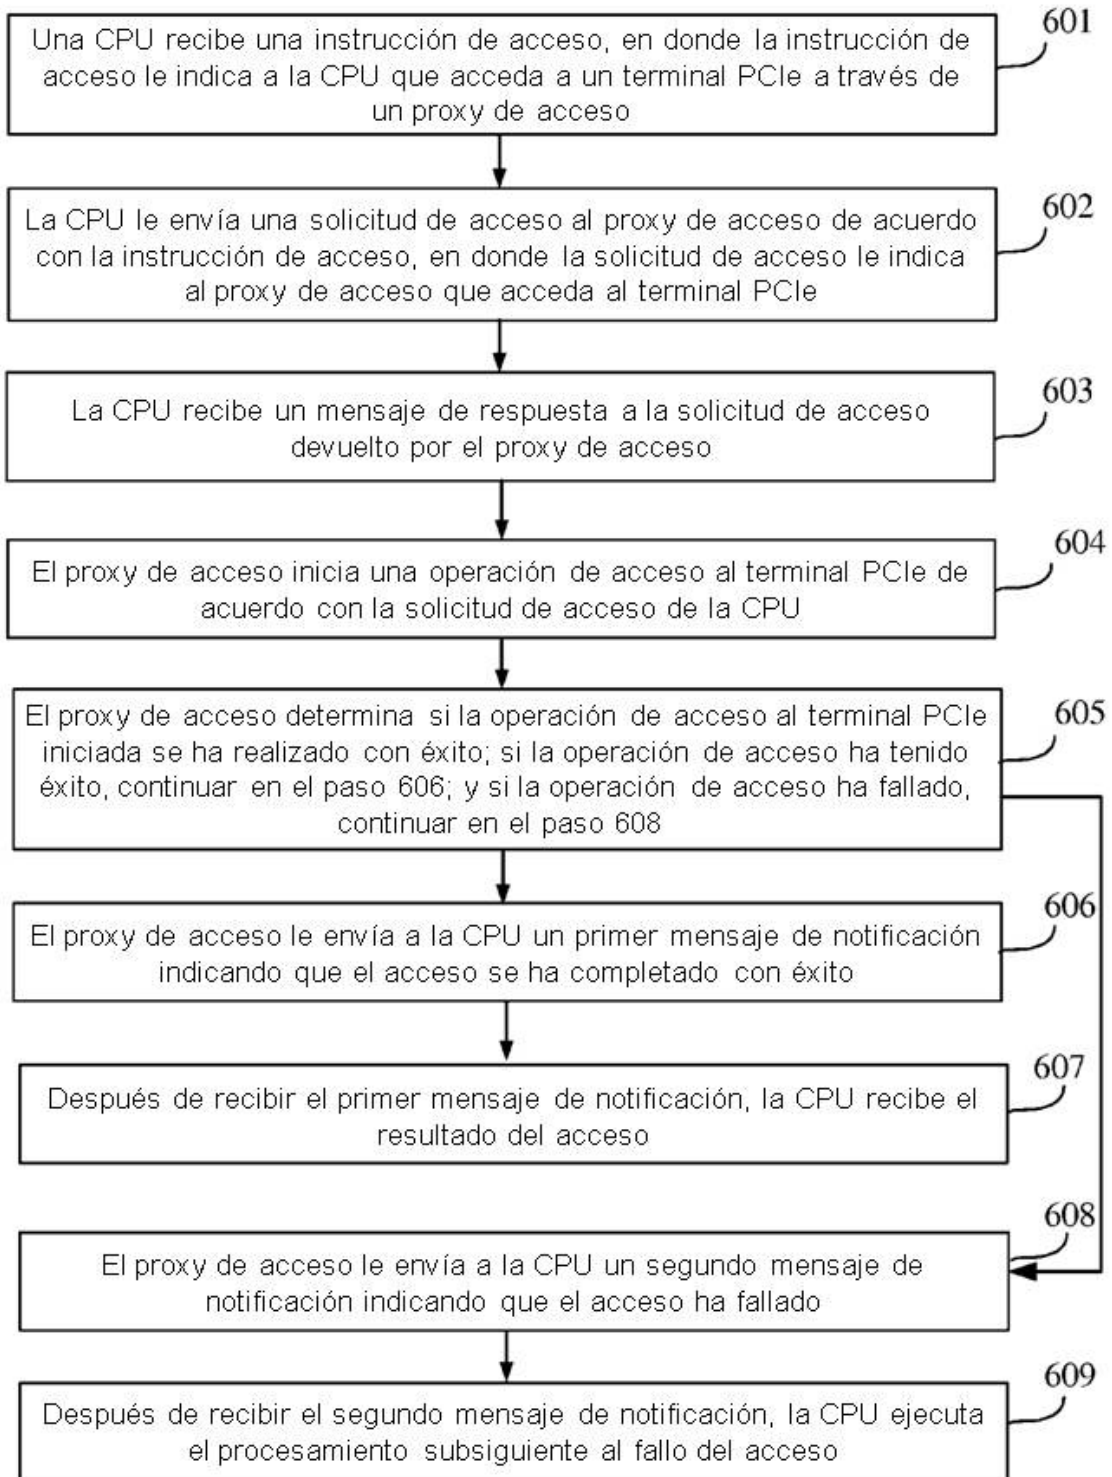 601
Una CPU recibe una instrucción de acceso, en donde la instrucción de
acceso le indica a la CPU que acceda a un terminal PCIe a través de
un proxy de acceso
602
La CPU le envía una solicitud de acceso al proxy de acceso de acuerdo
con la instrucción de acceso, en donde la solicitud de acceso le indica
al proxy de acceso que acceda al terminal PCIe
603
La CPU recibe un mensaje de respuesta a la solicitud de acceso
devuelto por el proxy de acceso
604
El proxy de acceso inicia una operación de acceso al terminal PCIe de
acuerdo con la solicitud de acceso de la CPU
605
El proxy de acceso determina si la operación de acceso al terminal PCIe
iniciada se ha realizado con éxito; si la operación de acceso ha tenido
éxito, continuar en el paso 606; y si la operación de acceso ha fallado,
continuar en el paso 608
606
El proxy de acceso le envía a la CPU un primer mensaje de notificación
indicando que el acceso se ha completado con éxito
607
Después de recibir el primer mensaje de notificación, la CPU recibe el
resultado del acceso
608
El proxy de acceso le envía a la CPU un segundo mensaje de
notificación indicando que el acceso ha fallado
609
Después de recibir el segundo mensaje de notificación, la CPU ejecuta
el procesamiento subsiguiente al fallo del acceso